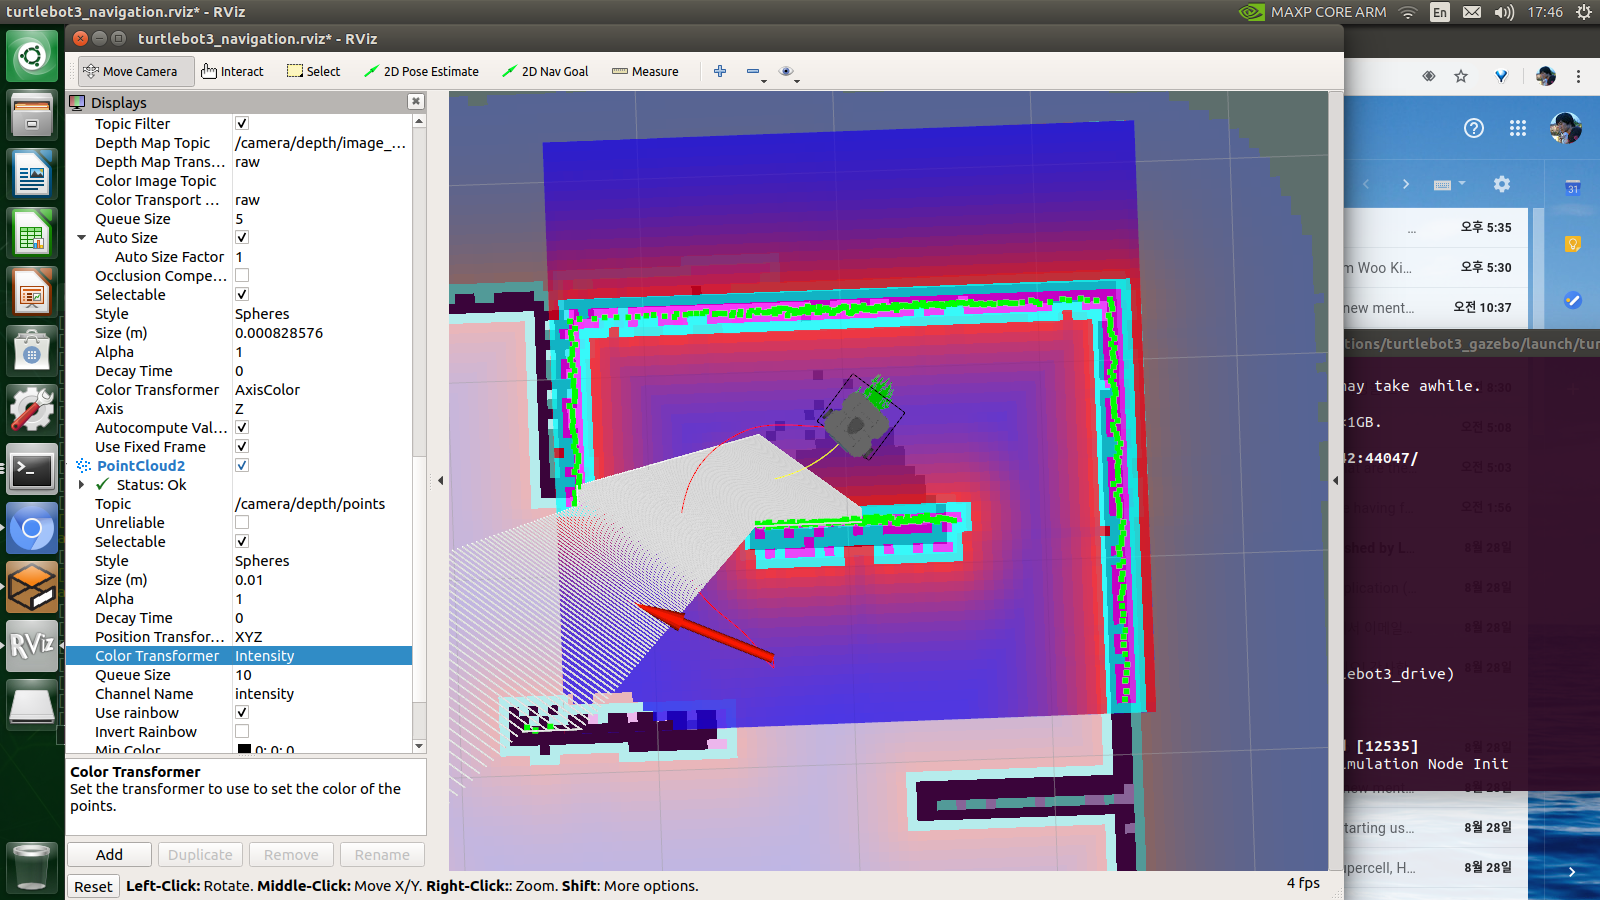 turtlebot3_navigation.rviz* - RViz
MAXP CORE ARM
En
17:46
turtlebot3_navigation.rviz* - RViz
Move Camera
Interact
Select
2D Pose Estimate
2D Nav Goal
Measure
Displays
Topic Filter
Depth Map Topic /camera/depth/image_...
Depth Map Trans... raw
Color Image Topic
Color Transport ... raw
Queue Size 5
Auto Size
Auto Size Factor 1
Occlusion Compe...
Selectable
Style Spheres
Size (m) 0.000828576
Alpha 1
Decay Time 0
Color Transformer AxisColor
Axis Z
Autocompute Val...
Use Fixed Frame
PointCloud2
Status: Ok
Topic /camera/depth/points
Unreliable
Selectable
Style Spheres
Size (m) 0.01
Alpha 1
Decay Time 0
Position Transfor... XYZ
Color Transformer Intensity
Queue Size 10
Channel Name intensity
Use rainbow
Invert Rainbow
Min Color 0; 0; 0
Color Transformer
Set the transformer to use to set the color of the
points.
Add
Duplicate
Remove
Rename
Reset
Left-Click: Rotate. Middle-Click: Move X/Y. Right-Click:: Zoom. Shift: More options.
4 fps
RViz
31
... 오후 5:35
m Woo Ki... 오후 5:30
new ment... 오전 10:37
tions/turtlebot3_gazebo/launch/tur
may take awhile.
1GB.
2:44047/
lebot3_drive)
[12535]
imulation Node Init
tarting us... 8월 28일
percell, H... 8월 28일